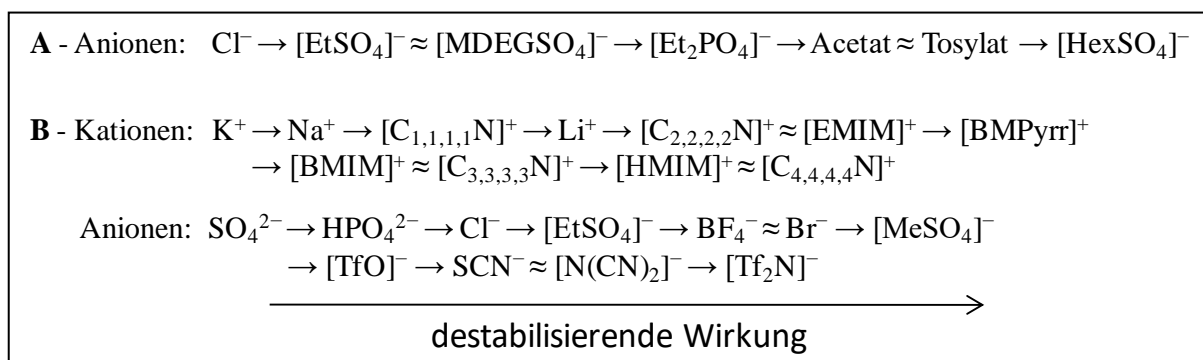 A - Anionen: Cl⁻ → [EtSO₄]⁻ ≈ [MDEGSO₄]⁻ → [Et₂PO₄]⁻ → Acetat ≈ Tosylat → [HexSO₄]⁻
B - Kationen: K⁺ → Na⁺ → [C₁,₁,₁,₁N]⁺ → Li⁺ → [C₂,₂,₂,₂N]⁺ ≈ [EMIM]⁺ → [BMPyrr]⁺
→ [BMIM]⁺ ≈ [C₃,₃,₃,₃N]⁺ → [HMIM]⁺ ≈ [C₄,₄,₄,₄N]⁺
Anionen: SO₄²⁻ → HPO₄²⁻ → Cl⁻ → [EtSO₄]⁻ → BF₄⁻ ≈ Br⁻ → [MeSO₄]⁻
→ [TfO]⁻ → SCN⁻ ≈ [N(CN)₂]⁻ → [Tf₂N]⁻
destabilisierende Wirkung